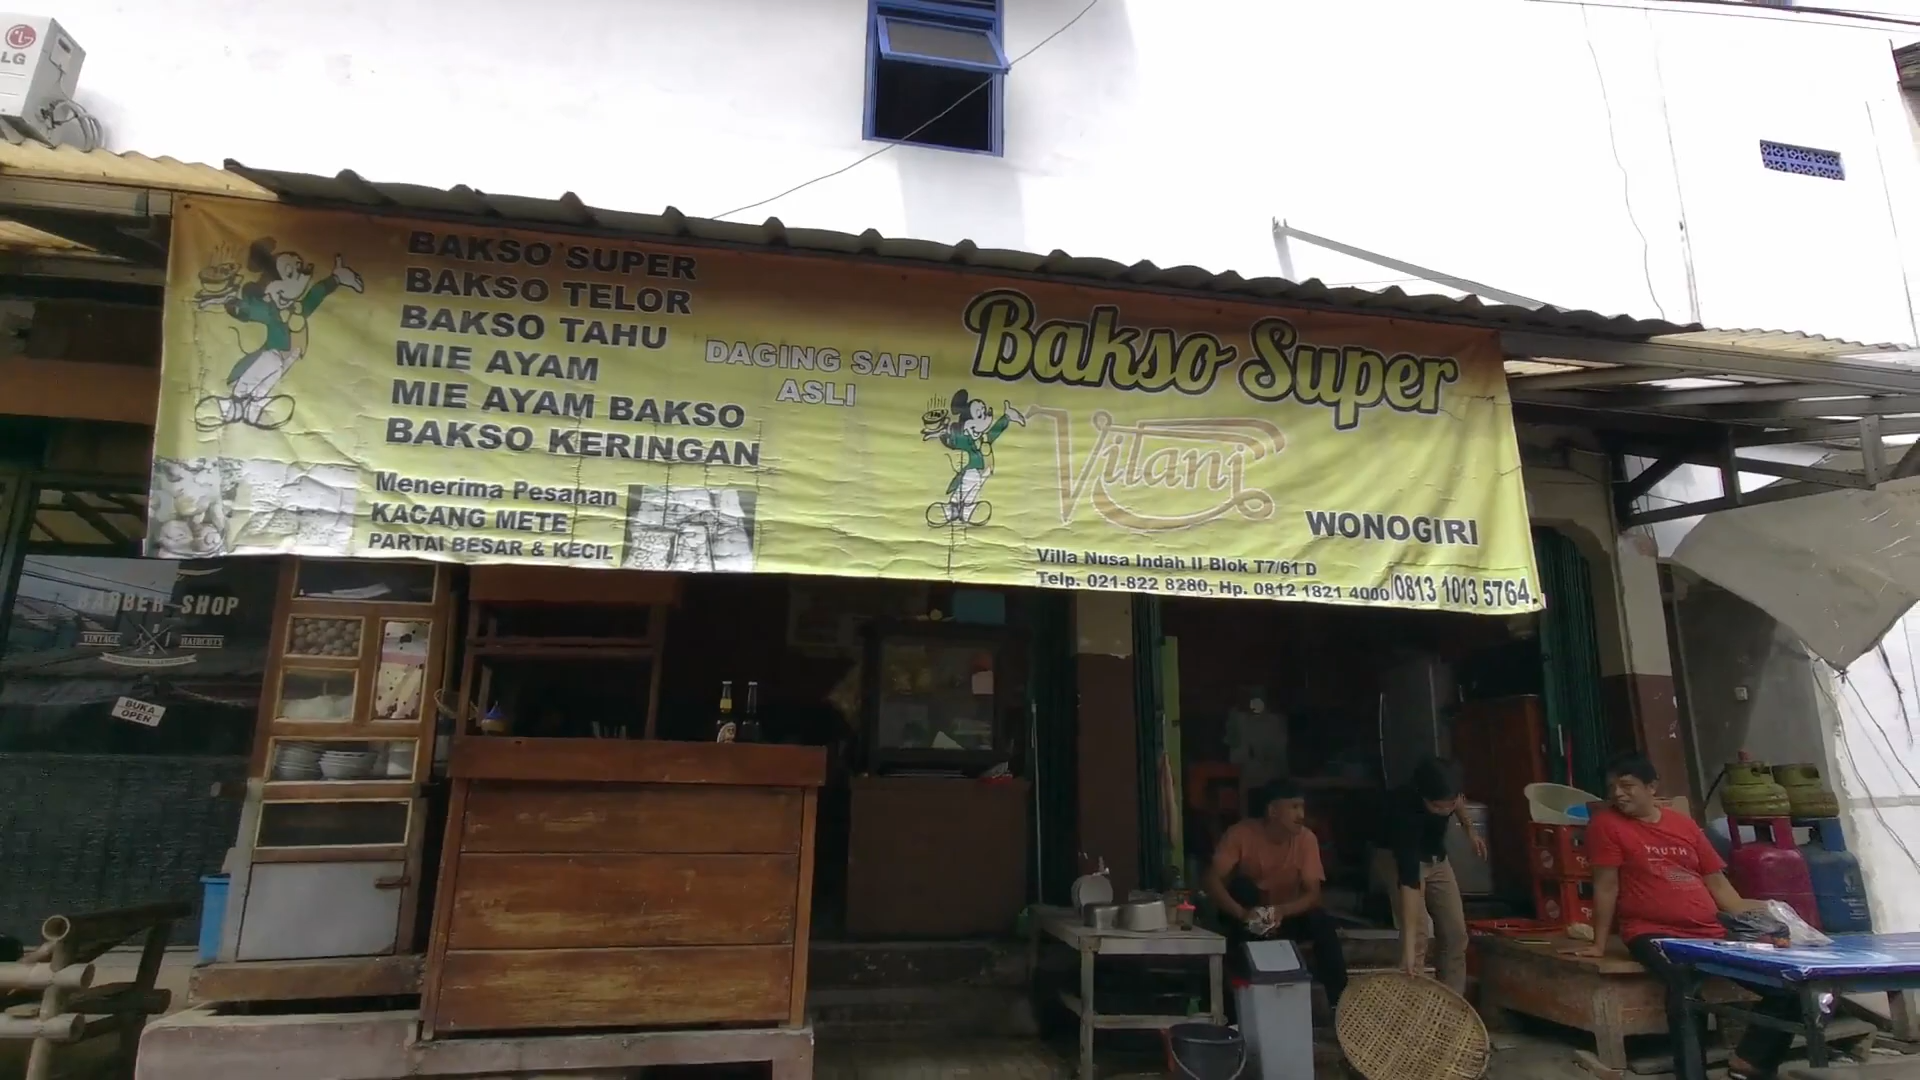 LG
BAKSO SUPER
BAKSO TELOR
BAKSO TAHU
MIE AYAM
MIE AYAM BAKSO
BAKSO KERINGAN
Menerima Pesanan
KACANG METE
PARTAI BESAR & KECIL
DAGING SAPI
ASLI
Bakso Super
Vitani
WONOGIRI
Villa Nusa Indah II Blok T7/61 D
Telp. 021-822 8280, Hp. 0812 1821 4000/0813 1013 5764.
BARBER SHOP
VINTAGE HAIRCUTS
BUKA
OPEN
YOUTH